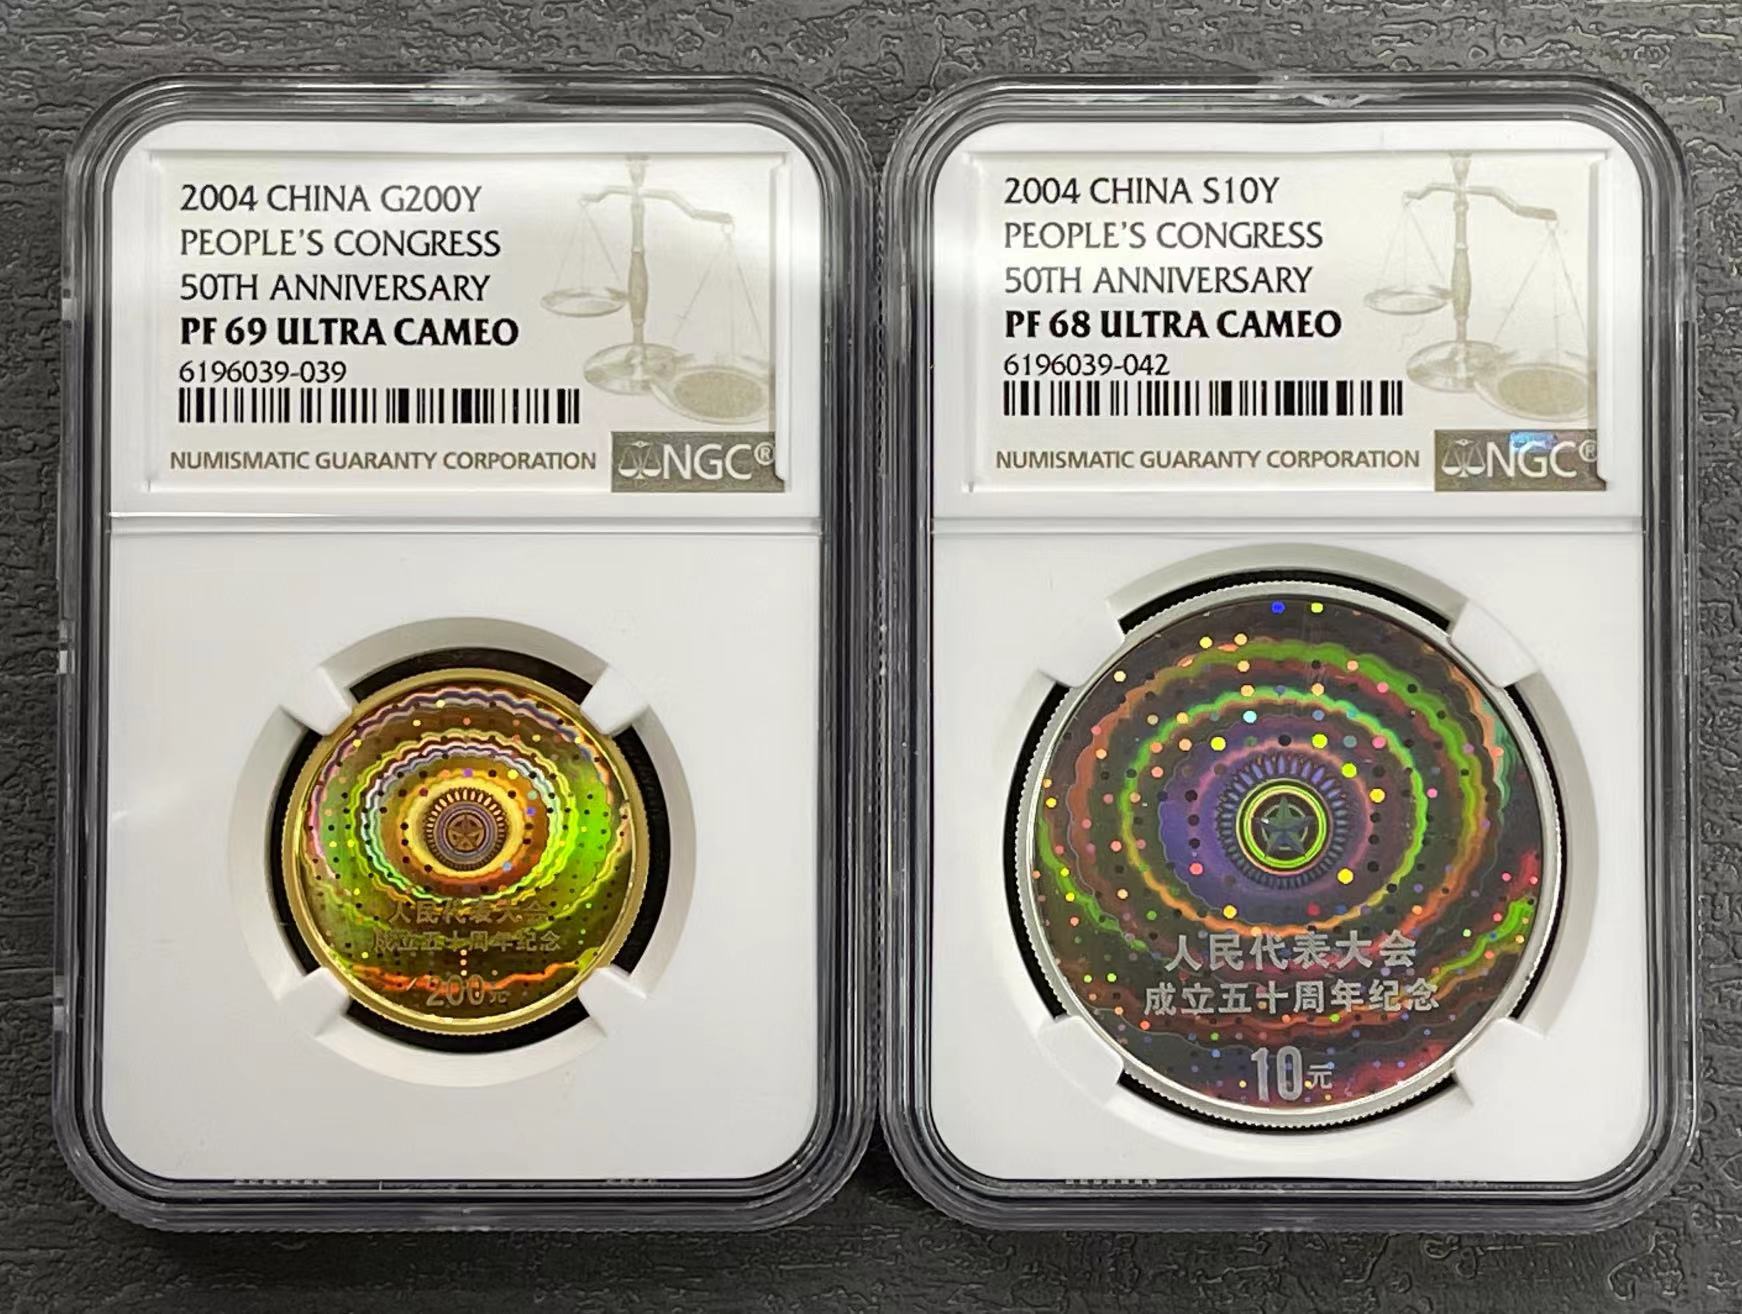 2004 CHINA G200Y
PEOPLE'S CONGRESS
50TH ANNIVERSARY
PF 69 ULTRA CAMEO
6196039-039
NUMISMATIC GUARANTY CORPORATION
NGC®
人民代表大会
成立五十周年纪念
200元
2004 CHINA S10Y
PEOPLE'S CONGRESS
50TH ANNIVERSARY
PF 68 ULTRA CAMEO
6196039-042
NUMISMATIC GUARANTY CORPORATION
NGC®
人民代表大会
成立五十周年纪念
10元